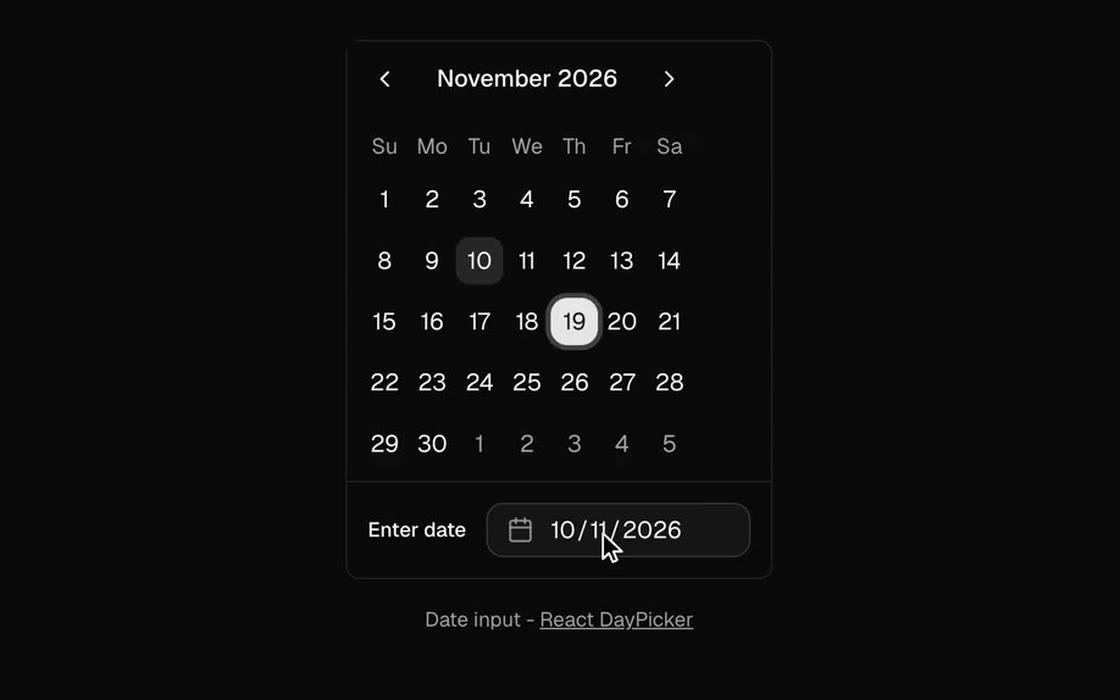 November 2026
Su Mo Tu We Th Fr Sa
1 2 3 4 5 6 7
8 9 10 11 12 13 14
15 16 17 18 19 20 21
22 23 24 25 26 27 28
29 30 1 2 3 4 5
Enter date 10/11/2026
Date input - React DayPicker